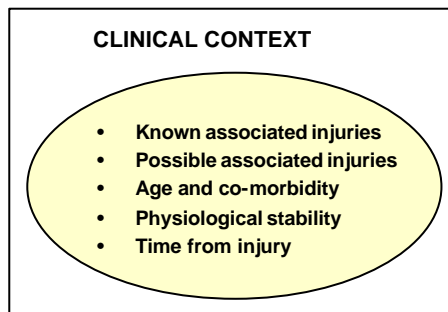 CLINICAL CONTEXT
• Known associated injuries
• Possible associated injuries
• Age and co-morbidity
• Physiological stability
• Time from injury